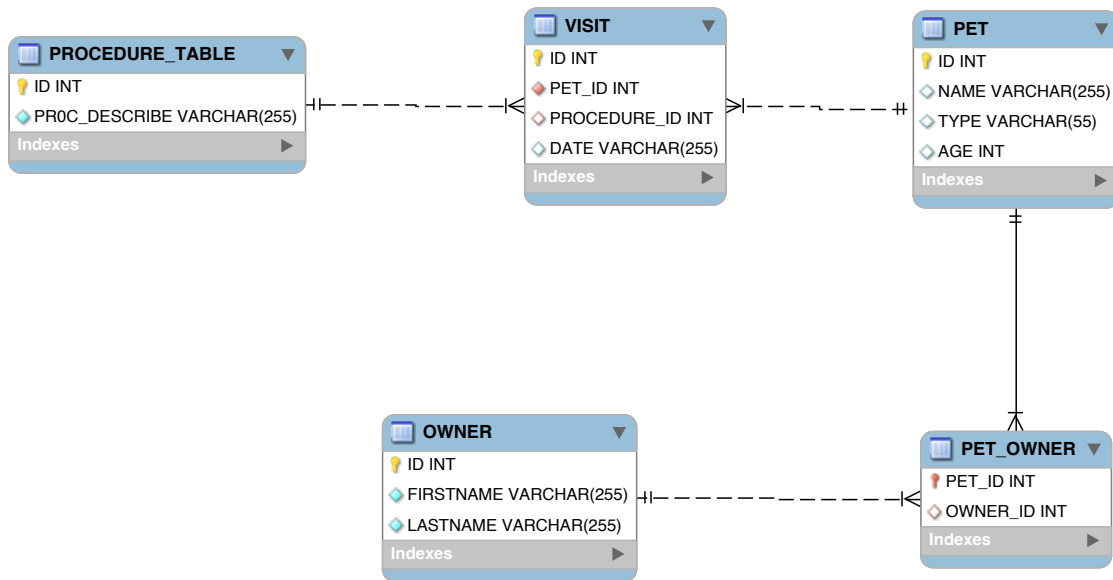 PROCEDURE_TABLE
ID INT
PR0C_DESCRIBE VARCHAR(255)
Indexes
VISIT
ID INT
PET_ID INT
PROCEDURE_ID INT
DATE VARCHAR(255)
Indexes
PET
ID INT
NAME VARCHAR(255)
TYPE VARCHAR(55)
AGE INT
Indexes
OWNER
ID INT
FIRSTNAME VARCHAR(255)
LASTNAME VARCHAR(255)
Indexes
PET_OWNER
PET_ID INT
OWNER_ID INT
Indexes